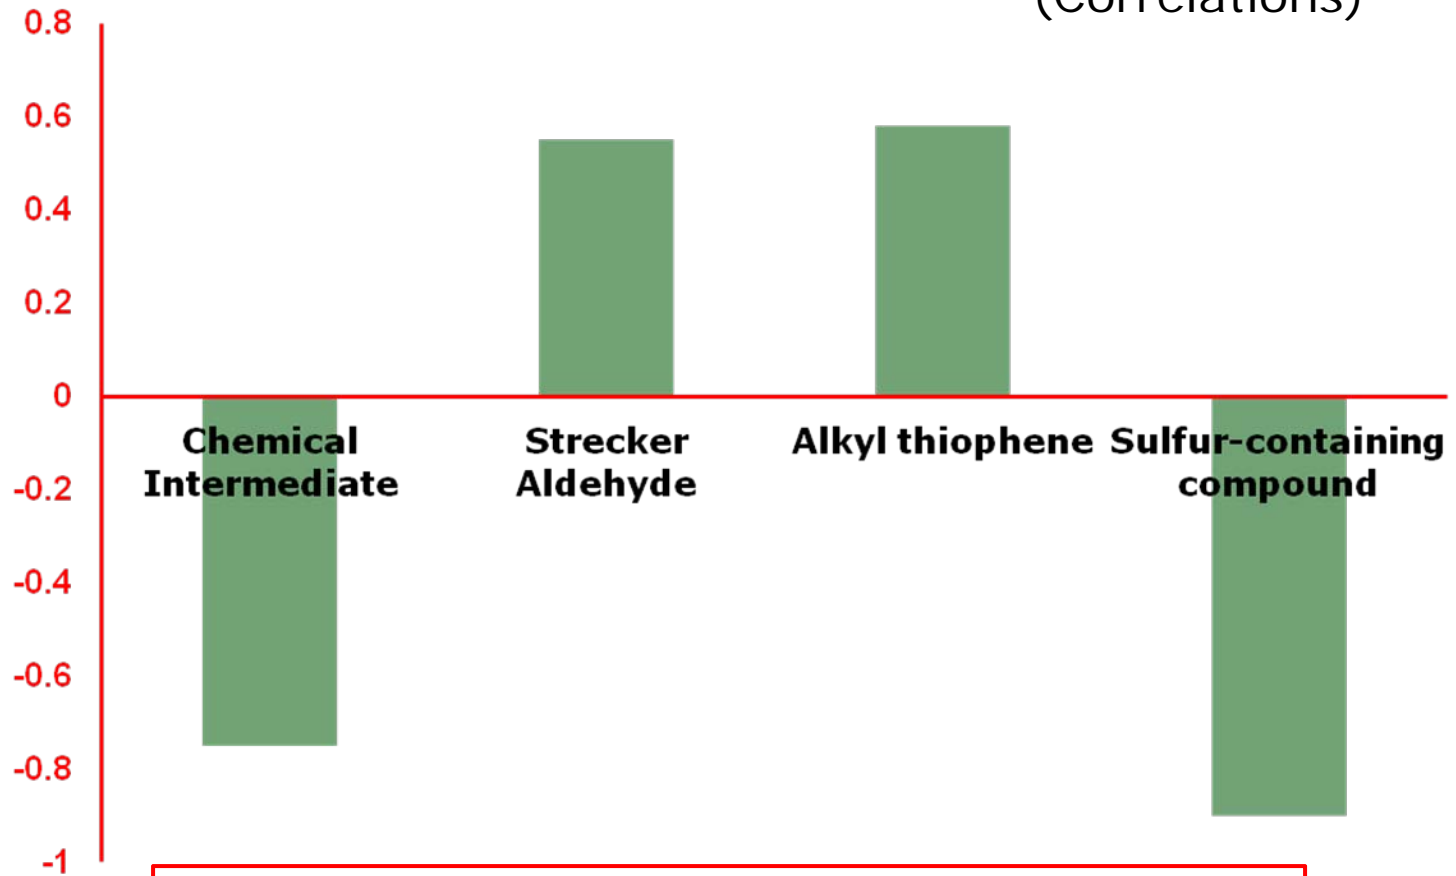 (Correlations)
0.8
0.6
0.4
0.2
0
-0.2
-0.4
-0.6
-0.8
-1
Chemical
Intermediate
Strecker
Aldehyde
Alkyl thiophene
Sulfur-containing
compound